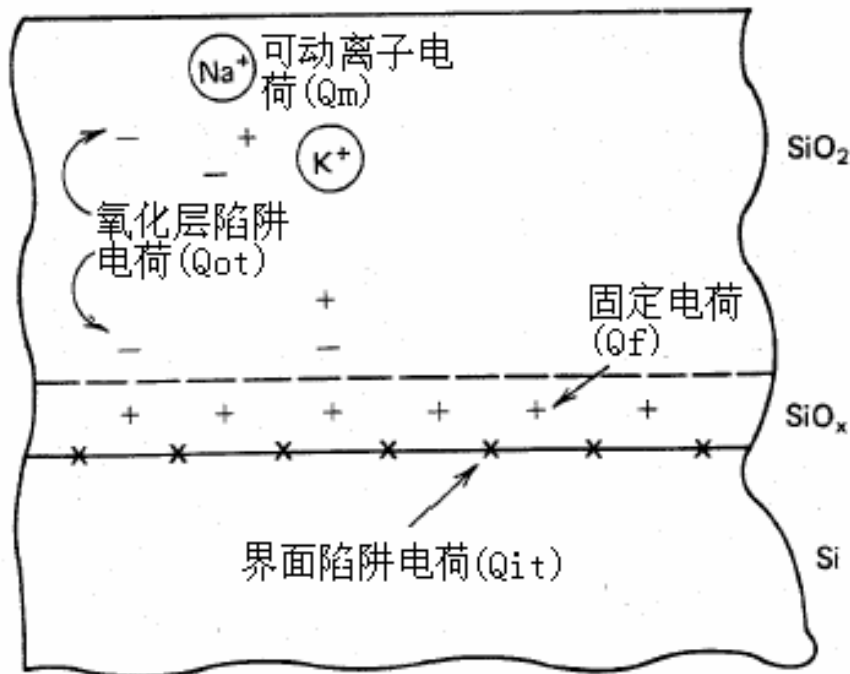 Na⁺
可动离子电
荷(Qm)
K⁺
SiO₂
氧化层陷阱
电荷(Qot)
固定电荷
(Qf)
SiOₓ
界面陷阱电荷(Qit)
Si